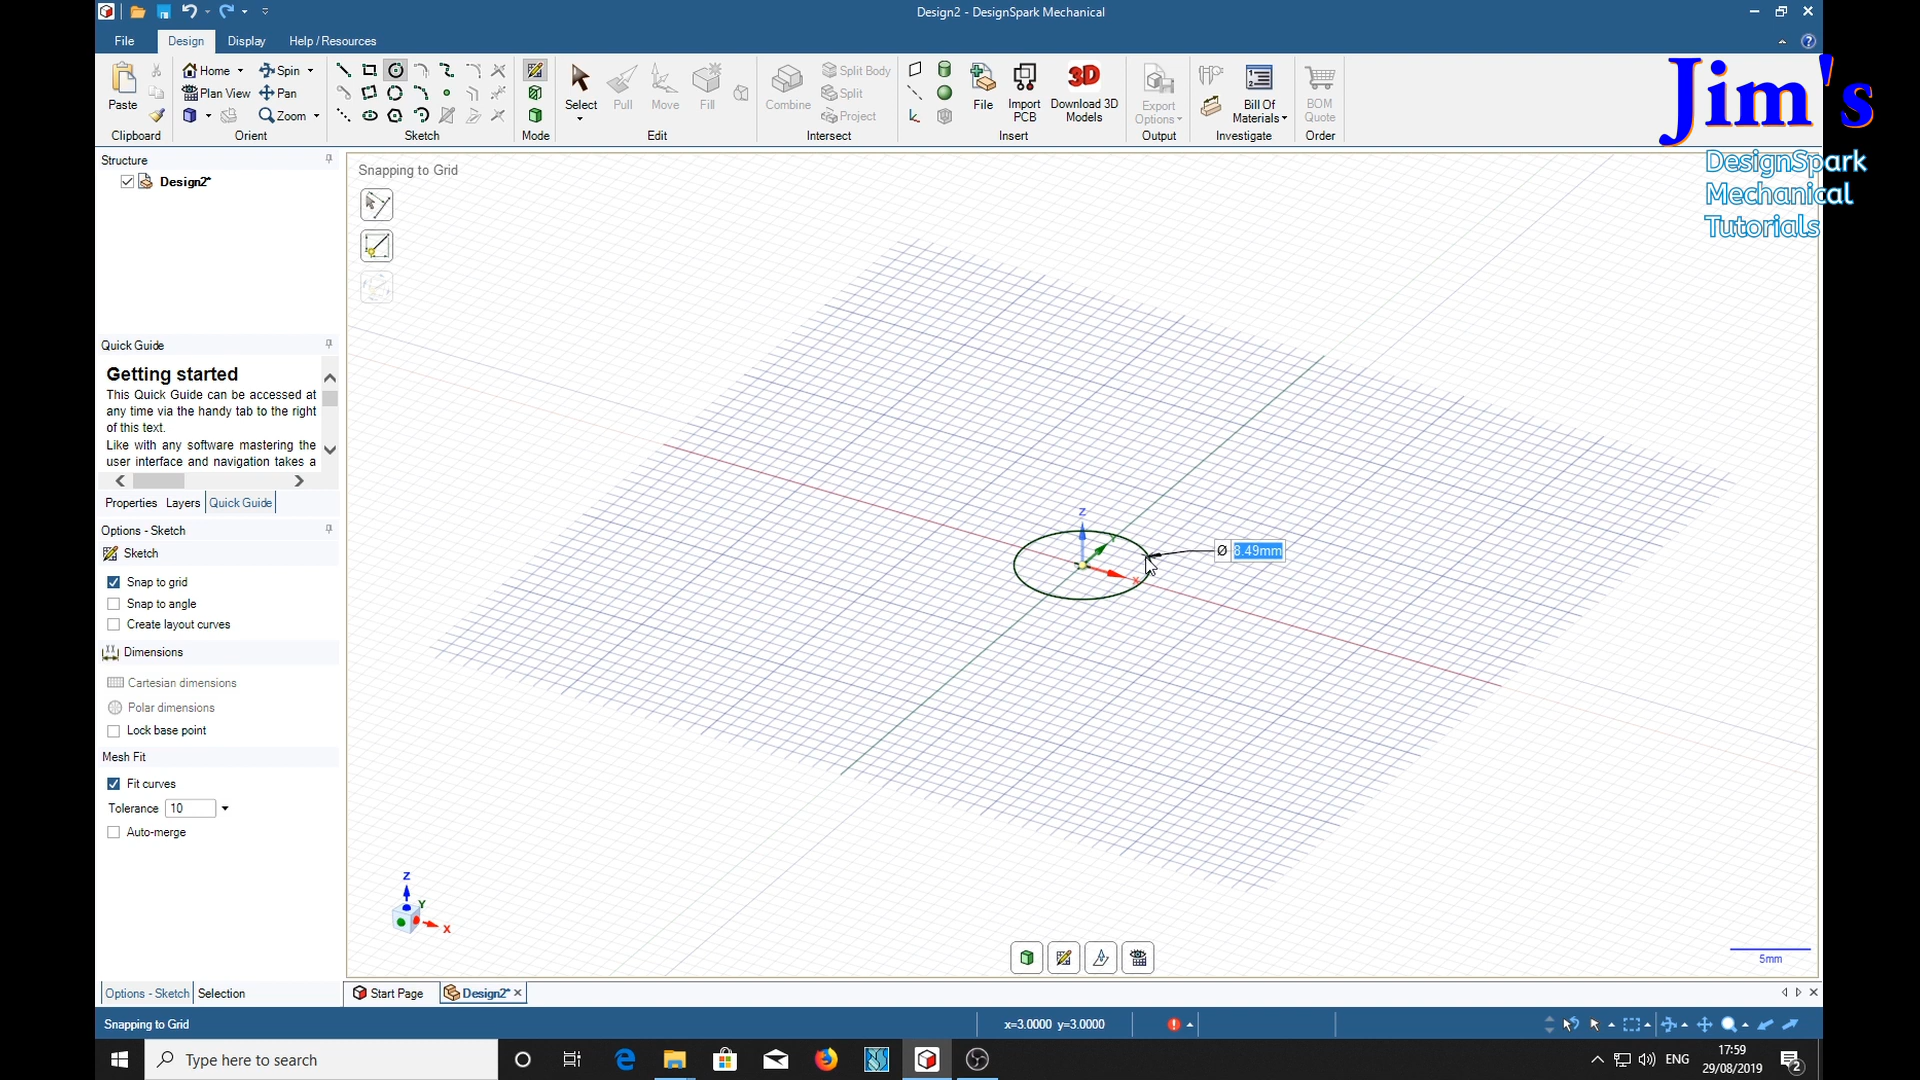 Design2 - DesignSpark Mechanical
File
Design
Display
Help / Resources
Paste
Home
Plan View
Spin
Pan
Zoom
Select
Pull
Move
Fill
Combine
Split Body
Split
Project
File
Import PCB
3D
Download 3D Models
Export Options
Bill Of Materials
BOM Quote
Clipboard
Orient
Sketch
Mode
Edit
Intersect
Insert
Output
Investigate
Order
Jim's
DesignSpark
Mechanical
Tutorials
Structure
Design2*
Quick Guide
Getting started
This Quick Guide can be accessed at
any time via the handy tab to the right
of this text.
Like with any software mastering the
user interface and navigation takes a
Properties
Layers
Quick Guide
Options - Sketch
Sketch
Snap to grid
Snap to angle
Create layout curves
Dimensions
Cartesian dimensions
Polar dimensions
Lock base point
Mesh Fit
Fit curves
Tolerance 10
Auto-merge
Options - Sketch
Selection
Snapping to Grid
Z
Y
X
Ø 8.49mm
Z
Y
X
5mm
Start Page
Design2*
Snapping to Grid
x=3.0000 y=3.0000
Type here to search
ENG
17:59
29/08/2019
2